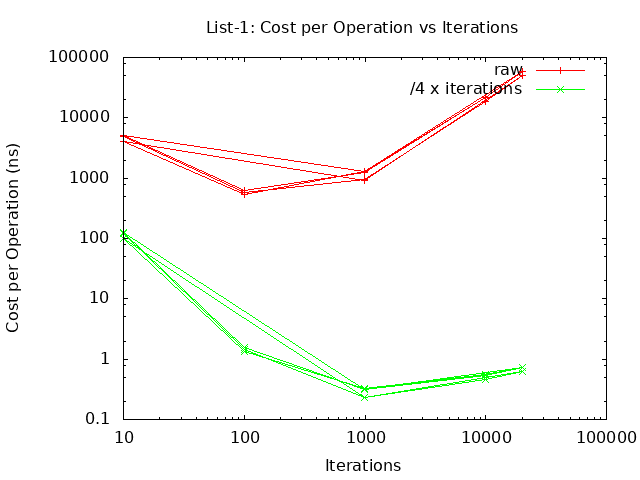 List-1: Cost per Operation vs Iterations
100000
10000
1000
100
10
1
0.1
Cost per Operation (ns)
raw
/4 x iterations
10
100
1000
10000
100000
Iterations